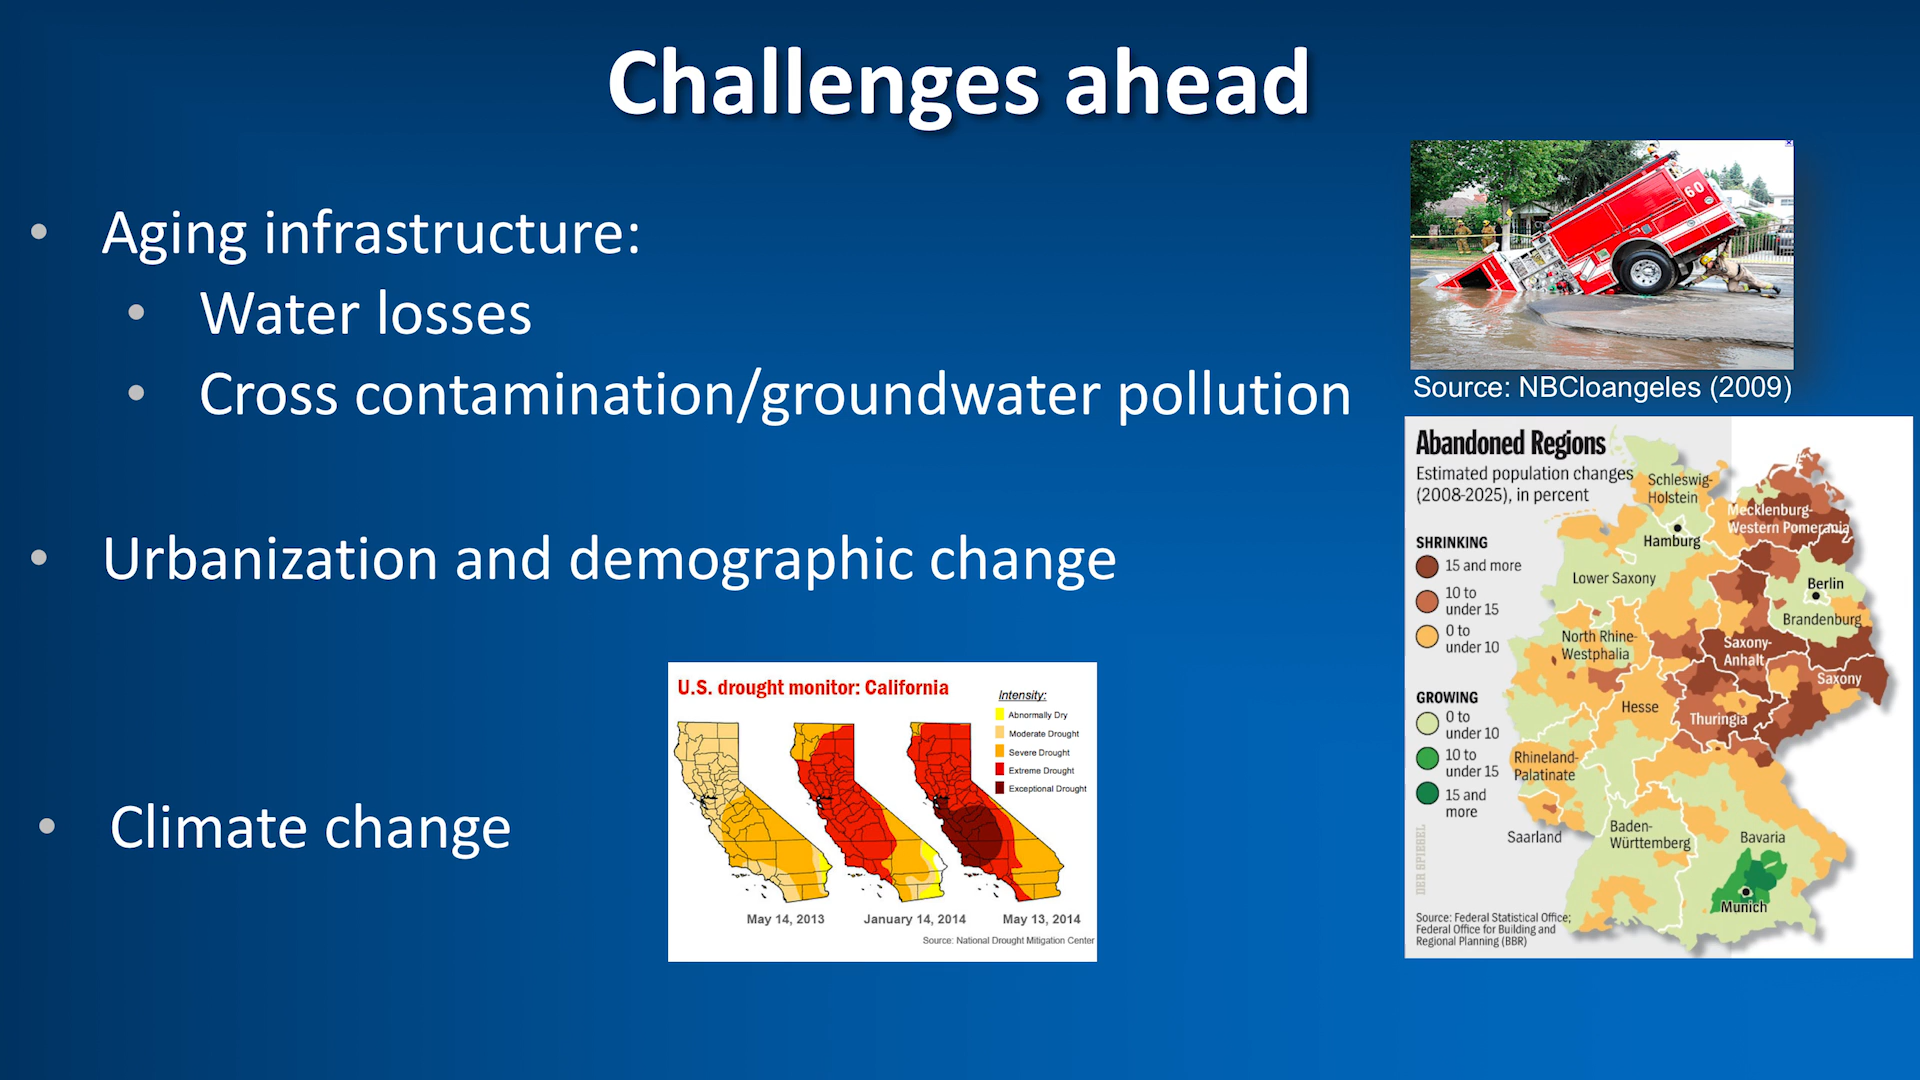 Challenges ahead
• Aging infrastructure:
• Water losses
• Cross contamination/groundwater pollution
• Urbanization and demographic change
• Climate change
60
Source: NBCloangeles (2009)
U.S. drought monitor: California
Intensity:
Abnormally Dry
Moderate Drought
Severe Drought
Extreme Drought
Exceptional Drought
May 14, 2013
January 14, 2014
May 13, 2014
Source: National Drought Mitigation Center
Abandoned Regions
Estimated population changes
(2008-2025), in percent
SHRINKING
15 and more
10 to
under 15
0 to
under 10
GROWING
0 to
under 10
10 to
under 15
15 and
more
Schleswig-
Holstein
Mecklenburg-
Western Pomerania
Hamburg
Lower Saxony
Berlin
Brandenburg
North Rhine-
Westphalia
Saxony-
Anhalt
Saxony
Hesse
Thuringia
Rhineland-
Palatinate
Saarland
Baden-
Württemberg
Bavaria
Munich
DER SPIEGEL
Source: Federal Statistical Office;
Federal Office for Building and
Regional Planning (BBR)